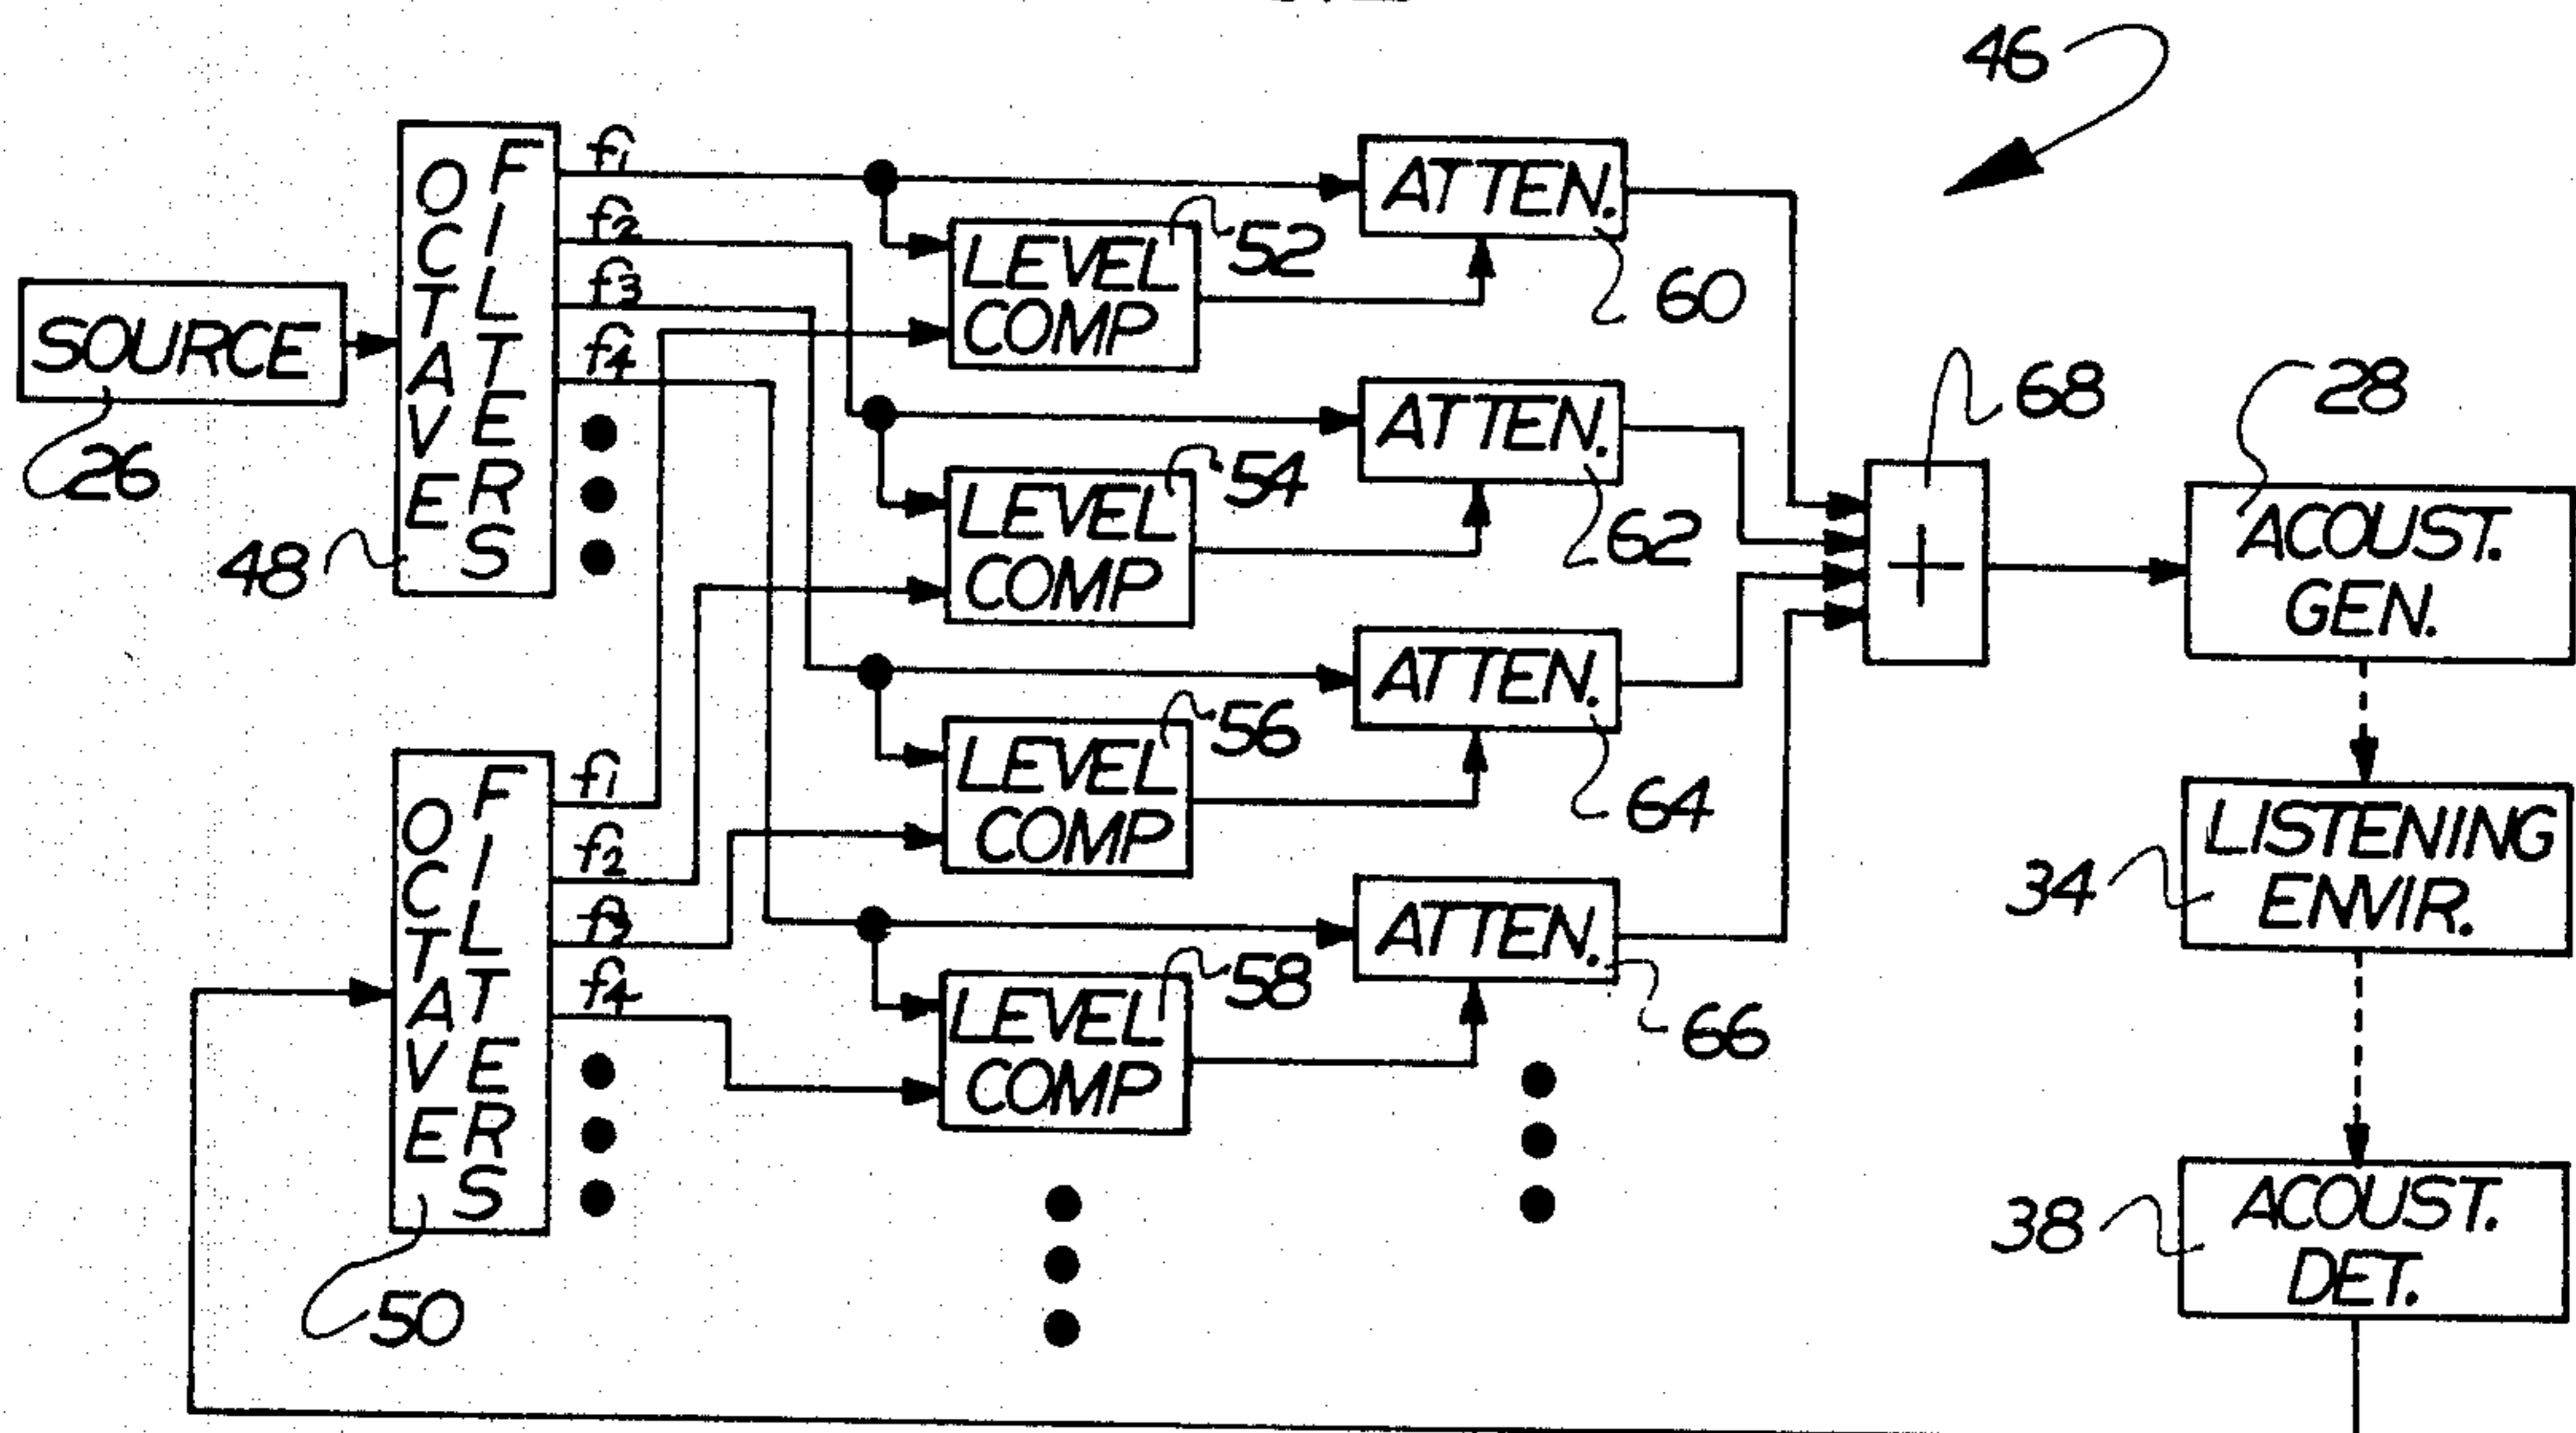 46
SOURCE
26
OCTAVE
FILTERS
48
f1
f2
f3
f4
LEVEL
COMP
52
ATTEN.
60
LEVEL
COMP
54
ATTEN.
62
LEVEL
COMP
56
ATTEN.
64
LEVEL
COMP
58
ATTEN.
66
OCTAVE
FILTERS
50
f1
f2
f3
f4
68
+
28
ACOUST.
GEN.
34
LISTENING
ENVIR.
38
ACOUST.
DET.